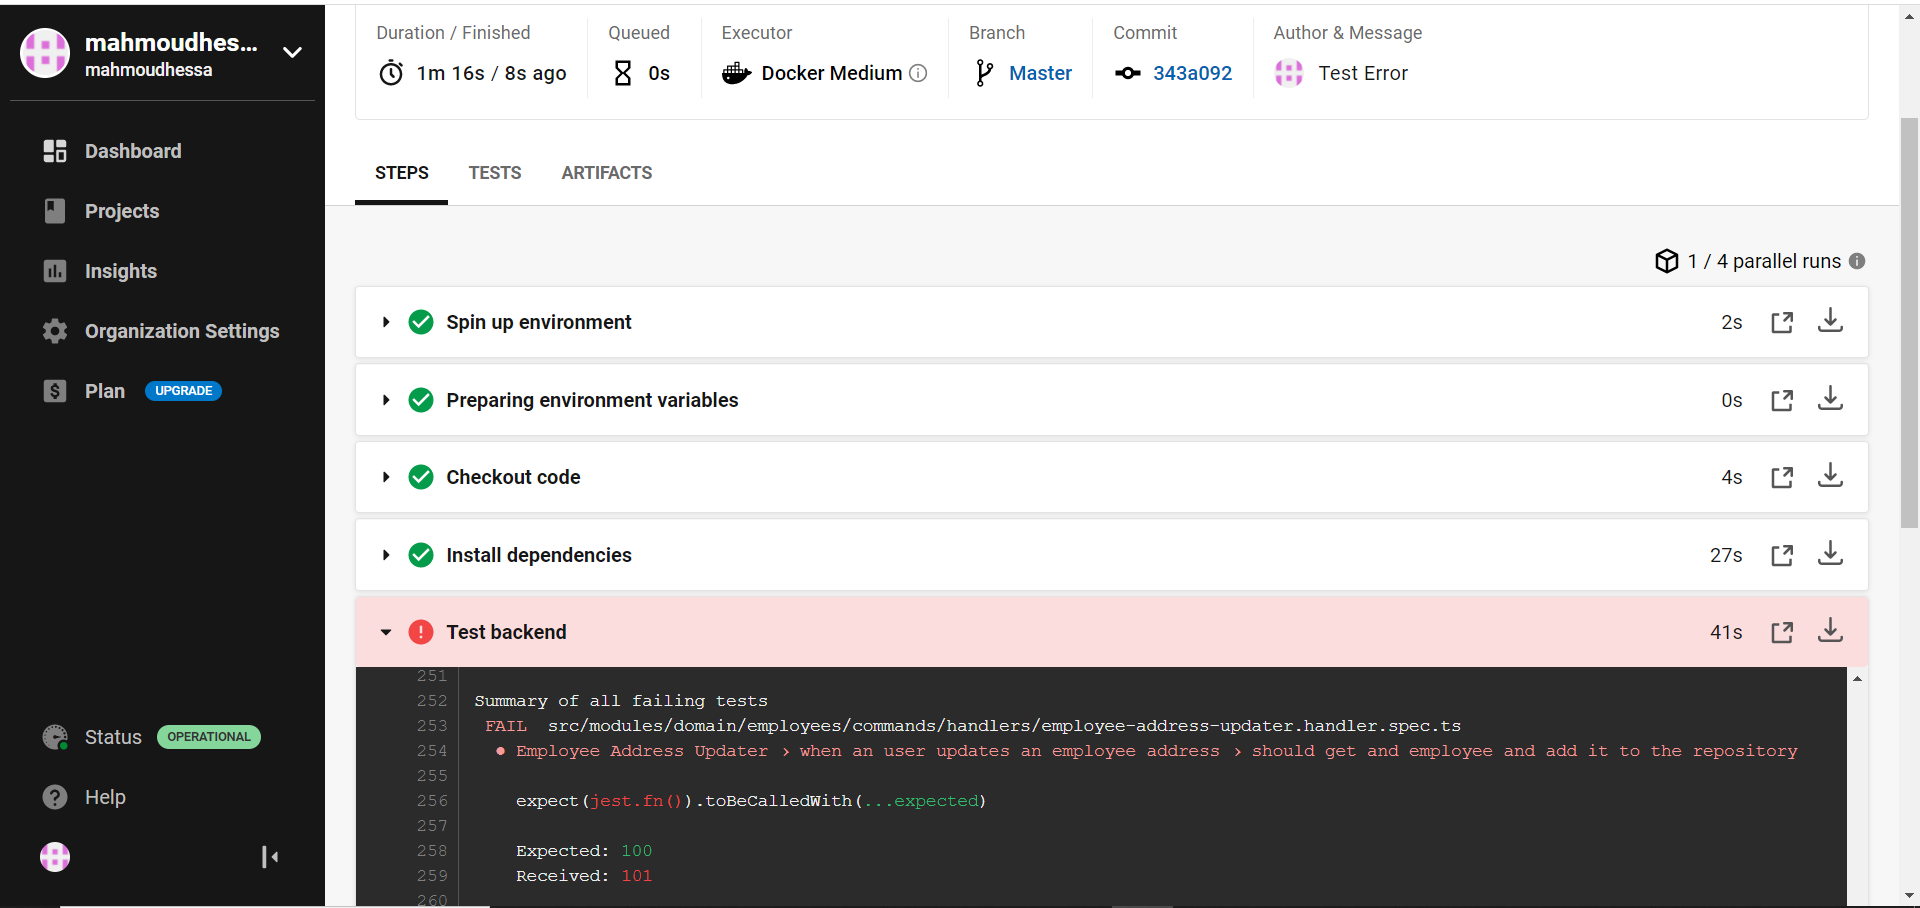 mahmoudhes...
mahmoudhessa
Dashboard
Projects
Insights
Organization Settings
Plan UPGRADE
Status OPERATIONAL
Help
Duration / Finished
1m 16s / 8s ago
Queued
0s
Executor
Docker Medium
Branch
Master
Commit
343a092
Author & Message
Test Error
STEPS TESTS ARTIFACTS
1 / 4 parallel runs
Spin up environment 2s
Preparing environment variables 0s
Checkout code 4s
Install dependencies 27s
Test backend 41s
251
252 Summary of all failing tests
253 FAIL src/modules/domain/employees/commands/handlers/employee-address-updater.handler.spec.ts
254 ● Employee Address Updater › when an user updates an employee address › should get and employee and add it to the repository
255
256 expect(jest.fn()).toBeCalledWith(...expected)
257
258 Expected: 100
259 Received: 101
260